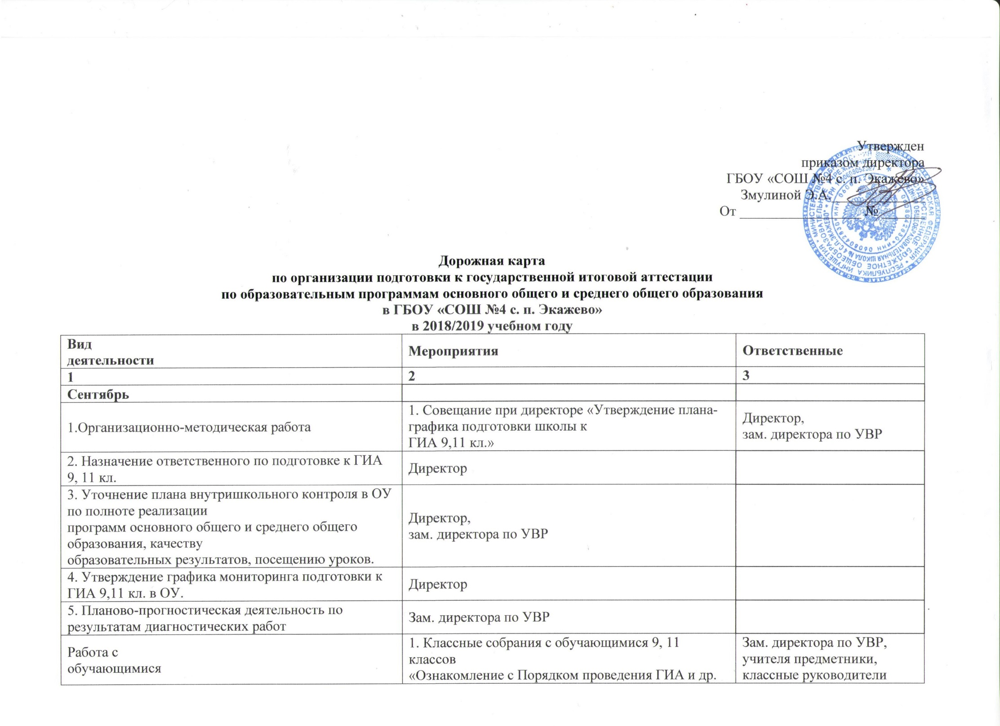 Утвержден
приказом директора
ГБОУ «СОШ №4 с. п. Экажево»
Змулиной Э.А.
От №
Дорожная карта
по организации подготовки к государственной итоговой аттестации
по образовательным программам основного общего и среднего общего образования
в ГБОУ «СОШ №4 с. п. Экажево»
в 2018/2019 учебном году
Вид
деятельности
Мероприятия
Ответственные
1
2
3
Сентябрь
1.Организационно-методическая работа
1. Совещание при директоре «Утверждение плана-
графика подготовки школы к
ГИА 9,11 кл.»
Директор,
зам. директора по УВР
2. Назначение ответственного по подготовке к ГИА
9, 11 кл.
Директор
3. Уточнение плана внутришкольного контроля в ОУ
по полноте реализации
программ основного общего и среднего общего
образования, качеству
образовательных результатов, посещению уроков.
Директор,
зам. директора по УВР
4. Утверждение графика мониторинга подготовки к
ГИА 9,11 кл. в ОУ.
Директор
5. Планово-прогностическая деятельность по
результатам диагностических работ
Зам. директора по УВР
Работа с
обучающимися
1. Классные собрания с обучающимися 9, 11
классов
«Ознакомление с Порядком проведения ГИА и др.
Зам. директора по УВР,
учителя предметники,
классные руководители